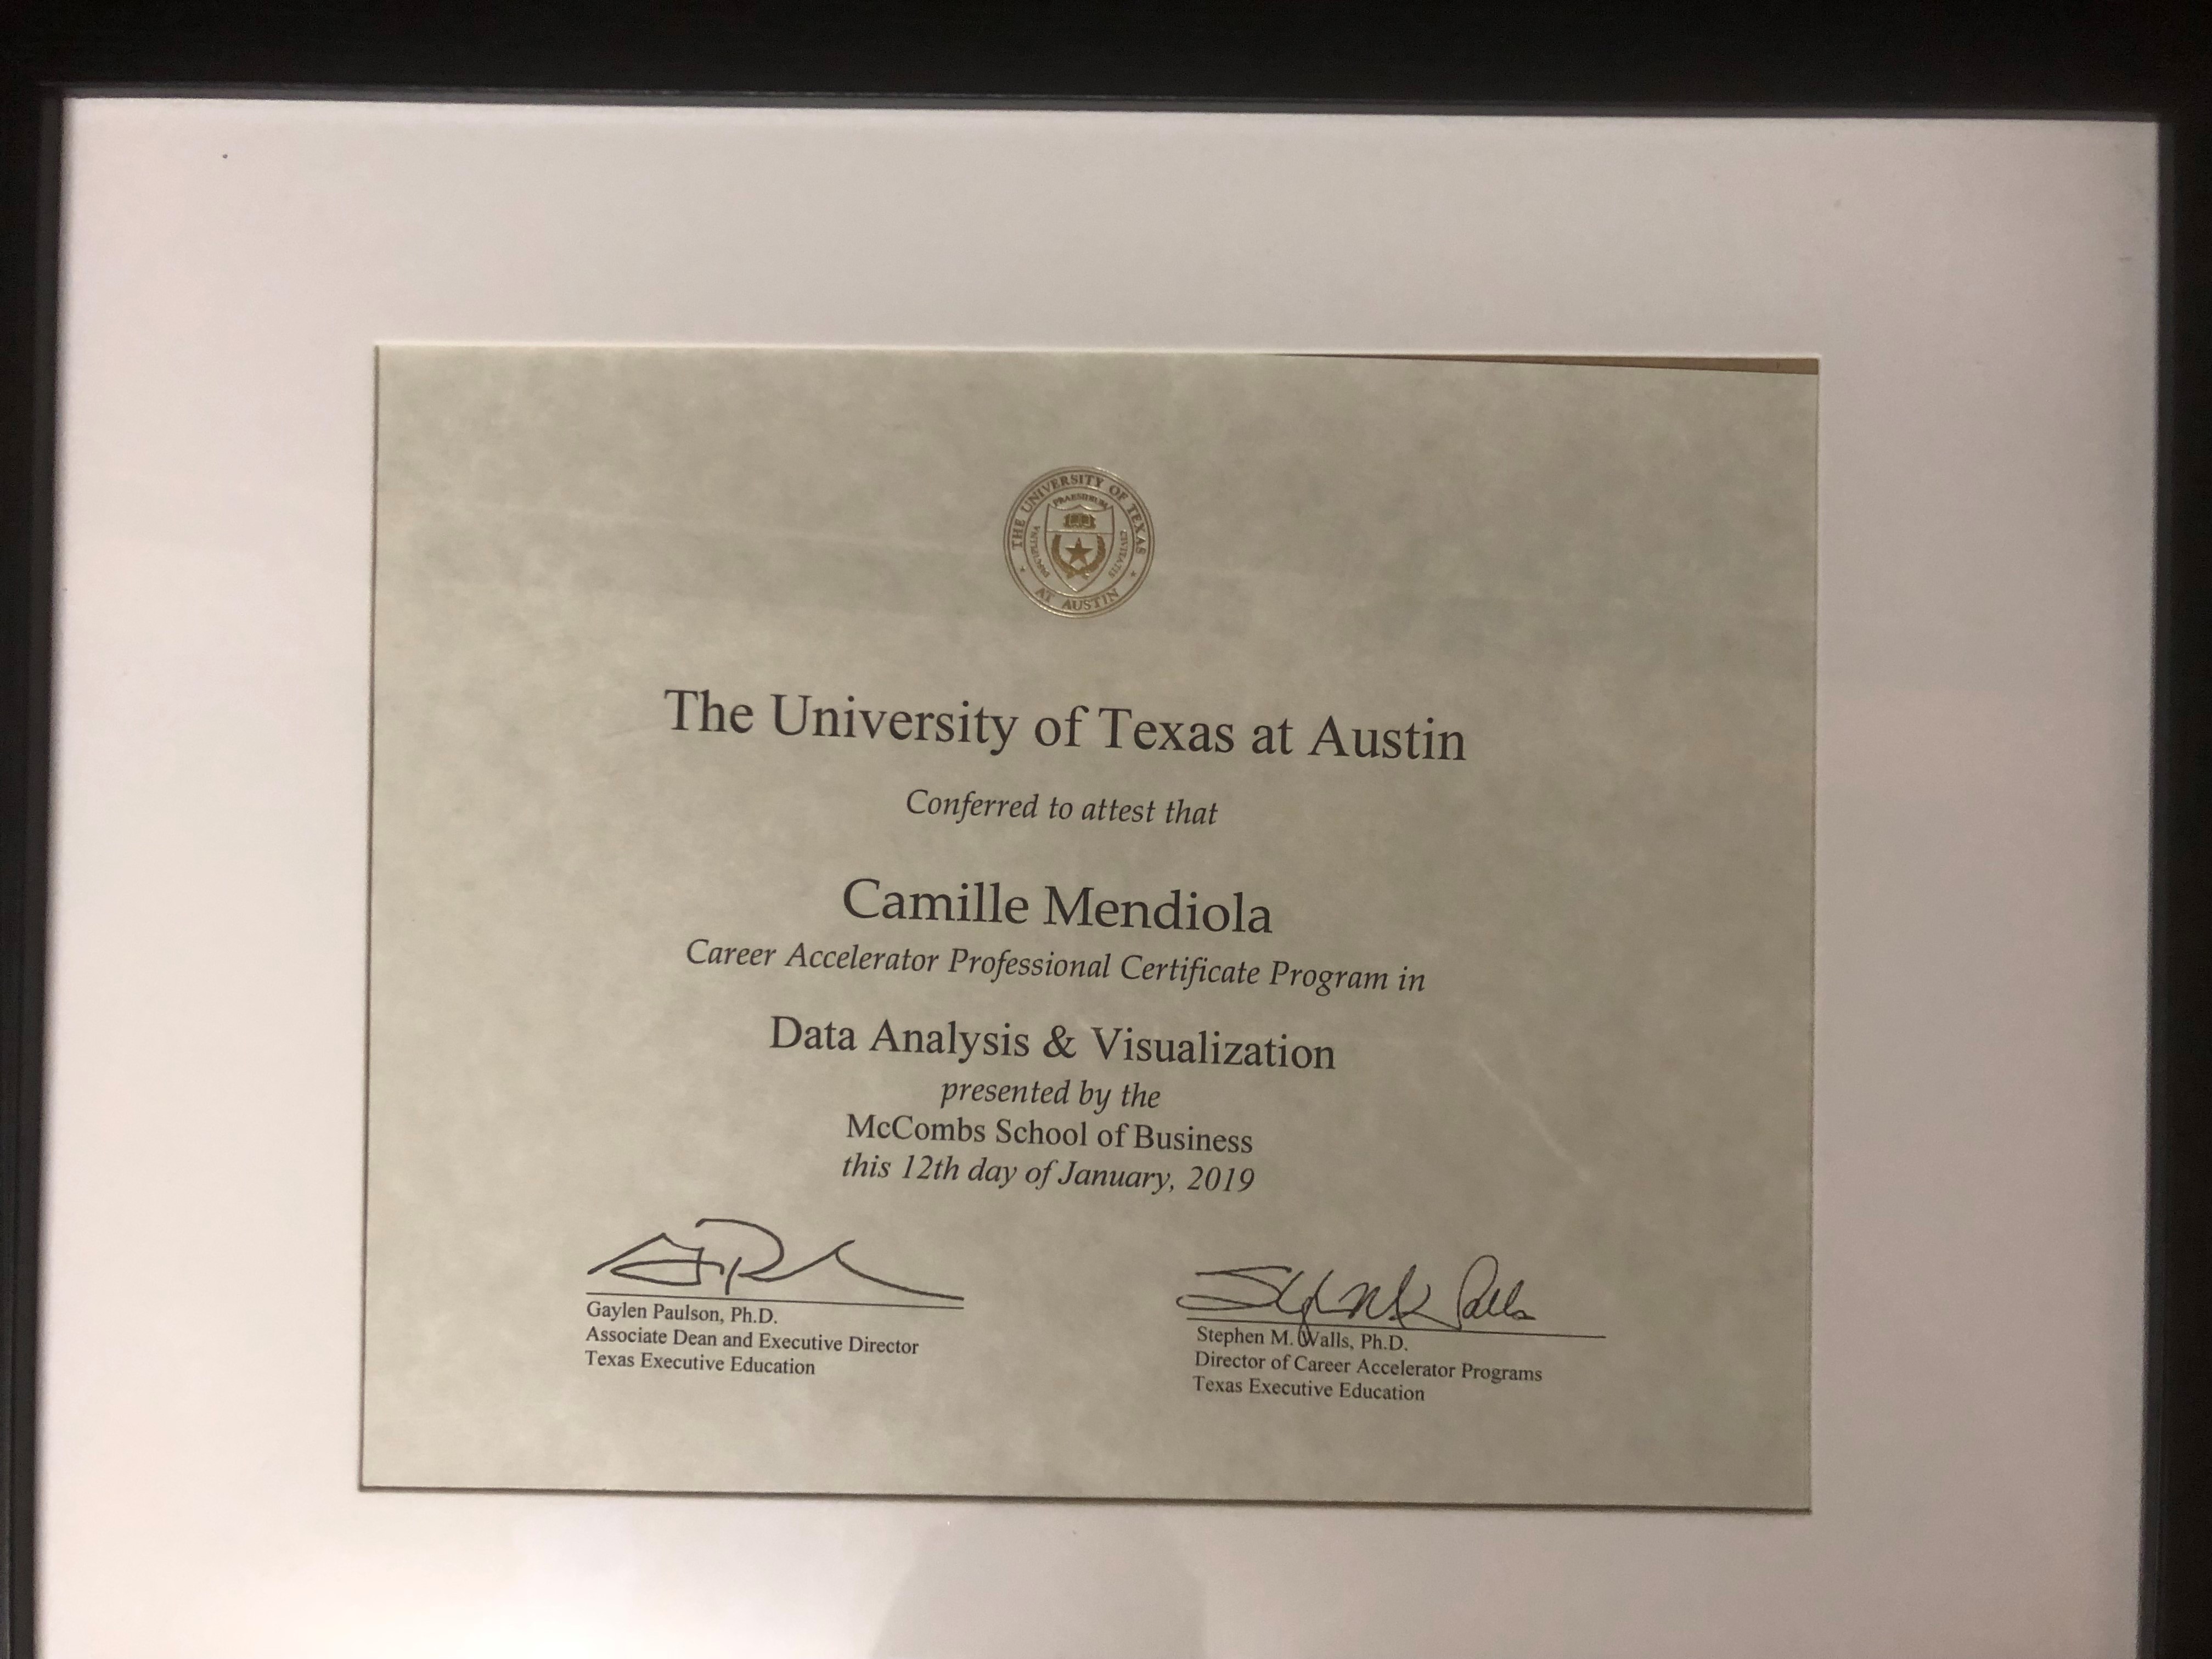 THE UNIVERSITY OF TEXAS
AT AUSTIN
PRAESIDIUM
DISCIPLINA
CIVITATIS
The University of Texas at Austin
Conferred to attest that
Camille Mendiola
Career Accelerator Professional Certificate Program in
Data Analysis & Visualization
presented by the
McCombs School of Business
this 12th day of January, 2019
Gaylen Paulson, Ph.D.
Associate Dean and Executive Director
Texas Executive Education
Stephen M. Walls, Ph.D.
Director of Career Accelerator Programs
Texas Executive Education